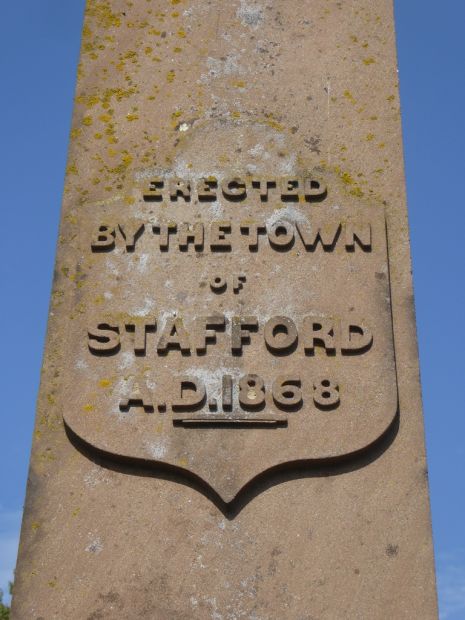 ERECTED
BY THE TOWN
OF
STAFFORD
A.D. 1868